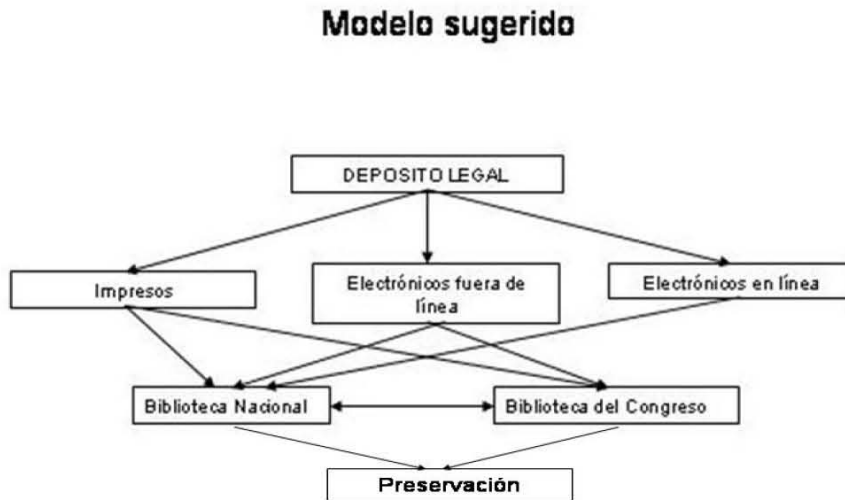 Modelo sugerido
DEPOSITO LEGAL
Impresos
Electrónicos fuera de
línea
Electrónicos en línea
Biblioteca Nacional
Biblioteca del Congreso
Preservación